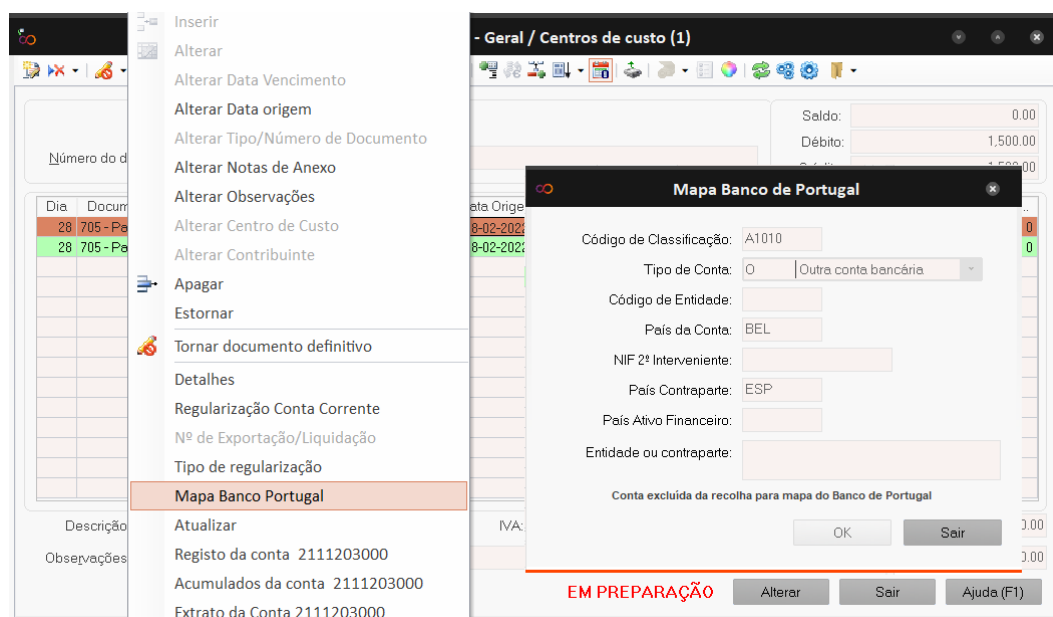 - Geral / Centros de custo (1)
Inserir
Alterar
Alterar Data Vencimento
Alterar Data origem
Alterar Tipo/Número de Documento
Alterar Notas de Anexo
Alterar Observações
Alterar Centro de Custo
Alterar Contribuinte
Apagar
Estornar
Tornar documento definitivo
Detalhes
Regularização Conta Corrente
Nº de Exportação/Liquidação
Tipo de regularização
Mapa Banco Portugal
Atualizar
Registo da conta 2111203000
Acumulados da conta 2111203000
Extrato da Conta 2111203000
Saldo: 0.00
Débito: 1,500.00
Número do d
Dia Docum ata Orige
28 705 - Pa 8-02-2022 0
28 705 - Pa 8-02-2022 0
Mapa Banco de Portugal
Código de Classificação: A1010
Tipo de Conta: O Outra conta bancária
Código de Entidade:
País da Conta: BEL
NIF 2º Interveniente:
País Contraparte: ESP
País Ativo Financeiro:
Entidade ou contraparte:
Conta excluída da recolha para mapa do Banco de Portugal
OK Sair
Descrição IVA: 0.00
Observações 0.00
EM PREPARAÇÃO Alterar Sair Ajuda (F1)